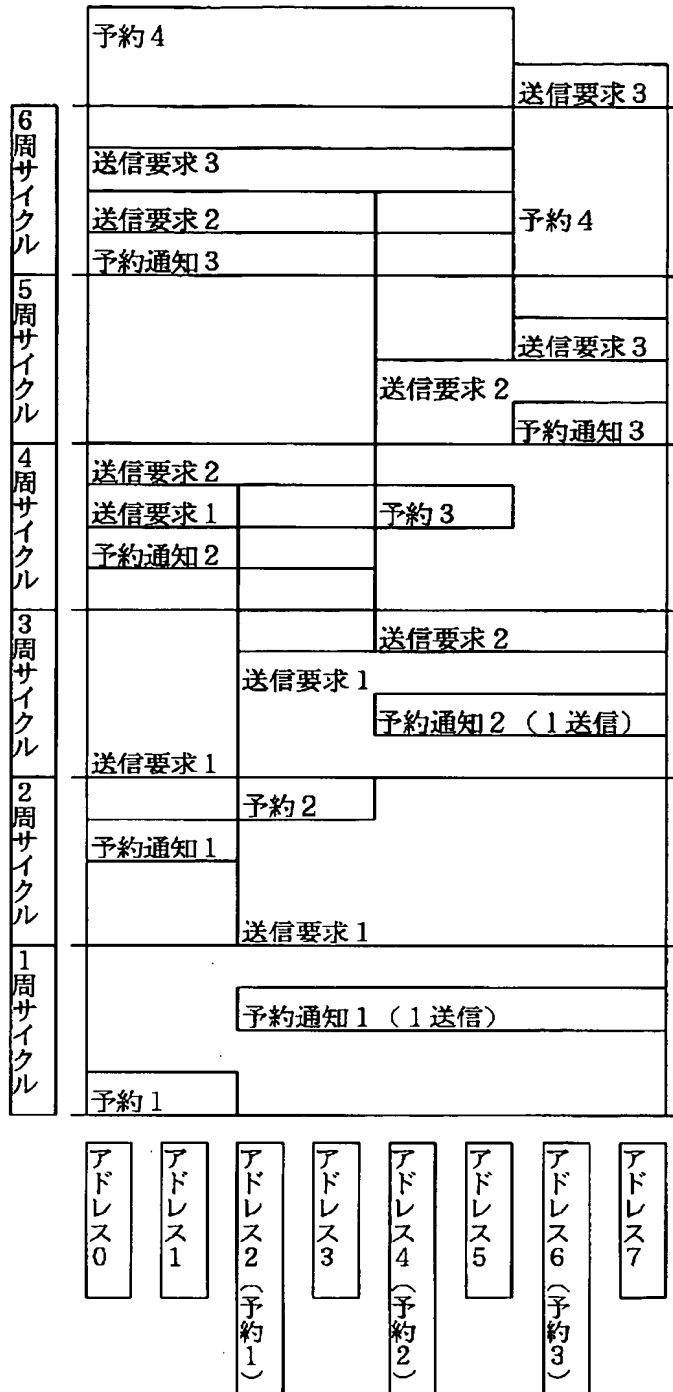 予約4
送信要求3
6周サイクル
送信要求3
送信要求2
予約4
予約通知3
5周サイクル
送信要求3
送信要求2
予約通知3
4周サイクル
送信要求2
送信要求1
予約3
予約通知2
3周サイクル
送信要求2
送信要求1
予約通知2（1送信）
送信要求1
2周サイクル
予約2
予約通知1
送信要求1
1周サイクル
予約通知1（1送信）
予約1
アドレス0
アドレス1
アドレス2（予約1）
アドレス3
アドレス4（予約2）
アドレス5
アドレス6（予約3）
アドレス7